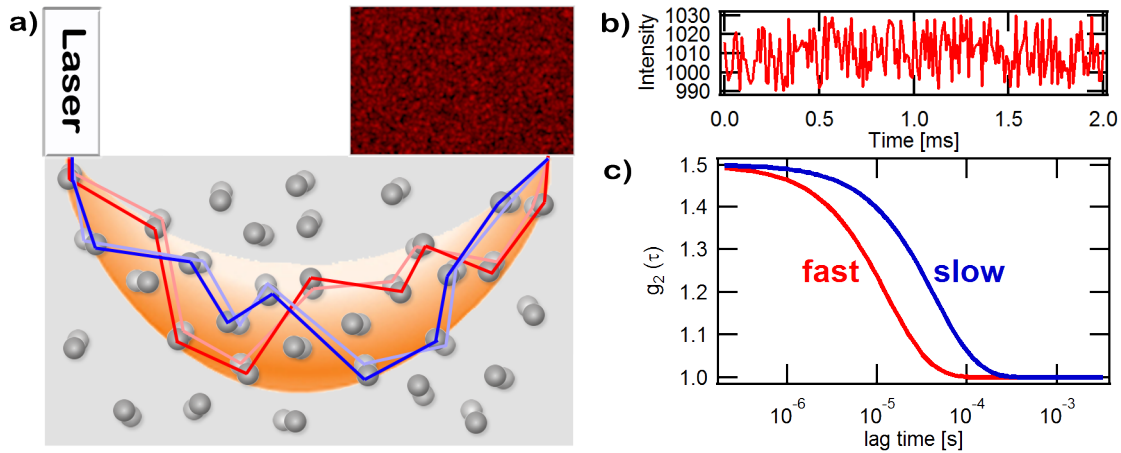 a)
Laser
b)
Intensity
1030
1020
1010
1000
990
0.0 0.5 1.0 1.5 2.0
Time [ms]
c)
g₂ (τ)
1.5
1.4
1.3
1.2
1.1
1.0
fast slow
10⁻⁶ 10⁻⁵ 10⁻⁴ 10⁻³
lag time [s]